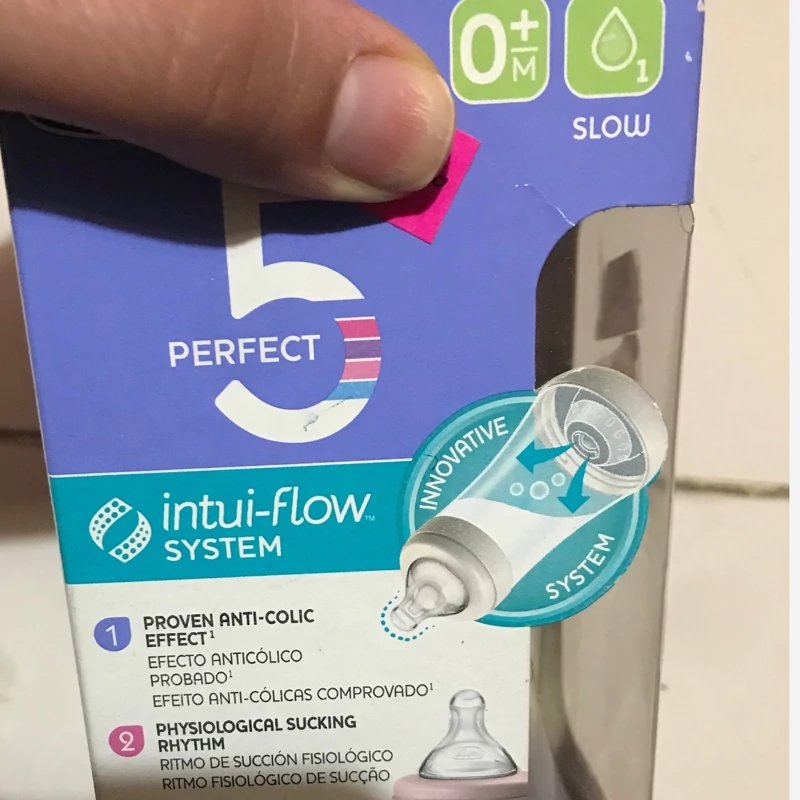 0+
M
1
SLOW
5
PERFECT
intui-flow™
SYSTEM
INNOVATIVE
SYSTEM
1
PROVEN ANTI-COLIC
EFFECT¹
EFECTO ANTICÓLICO
PROBADO¹
EFEITO ANTI-CÓLICAS COMPROVADO¹
2
PHYSIOLOGICAL SUCKING
RHYTHM
RITMO DE SUCCIÓN FISIOLÓGICO
RITMO FISIOLÓGICO DE SUCÇÃO